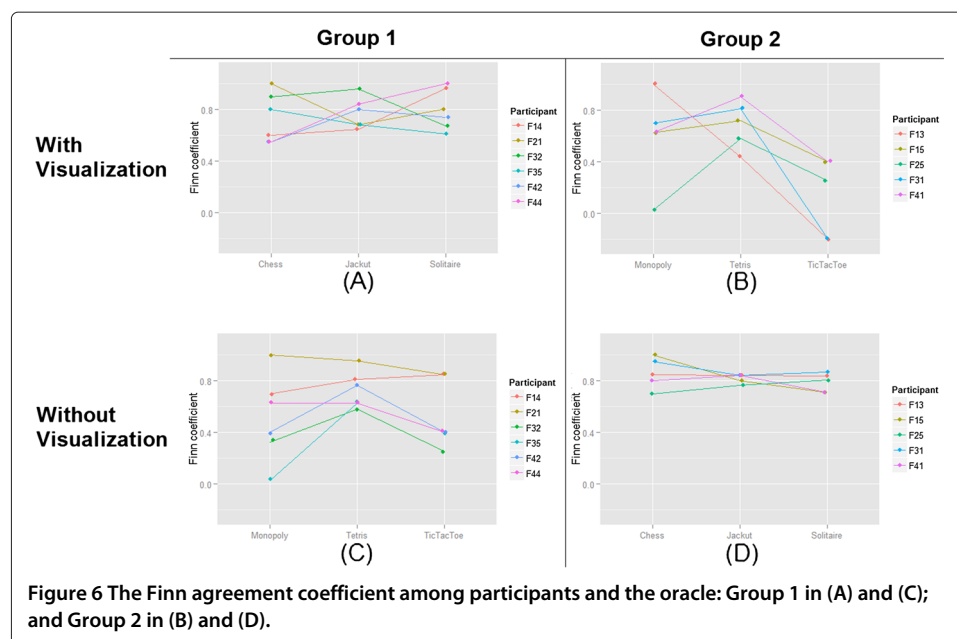 Group 1
Group 2
With
Visualization
Finn coefficient
0.8
0.4
0.0
Chess
Jackut
Solitaire
(A)
Participant
F14
F21
F32
F35
F42
F44
Finn coefficient
0.8
0.4
0.0
Monopoly
Tetris
TicTacToe
(B)
Participant
F13
F15
F25
F31
F41
Without
Visualization
Finn coefficient
0.8
0.4
0.0
Monopoly
Tetris
TicTacToe
(C)
Participant
F14
F21
F32
F35
F42
F44
Finn coefficient
0.8
0.4
0.0
Chess
Jackut
Solitaire
(D)
Participant
F13
F15
F25
F31
F41
Figure 6 The Finn agreement coefficient among participants and the oracle: Group 1 in (A) and (C);
and Group 2 in (B) and (D).